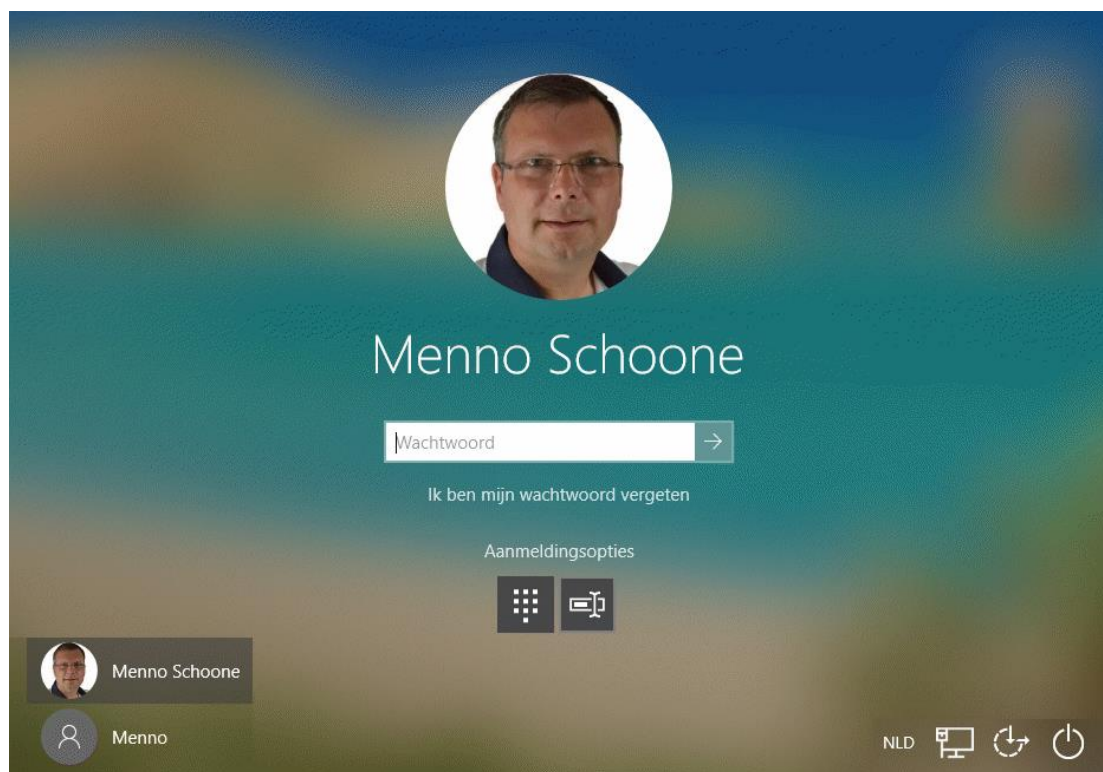 Menno Schoone
Wachtwoord
Ik ben mijn wachtwoord vergeten
Aanmeldingsopties
Menno Schoone
Menno
NLD